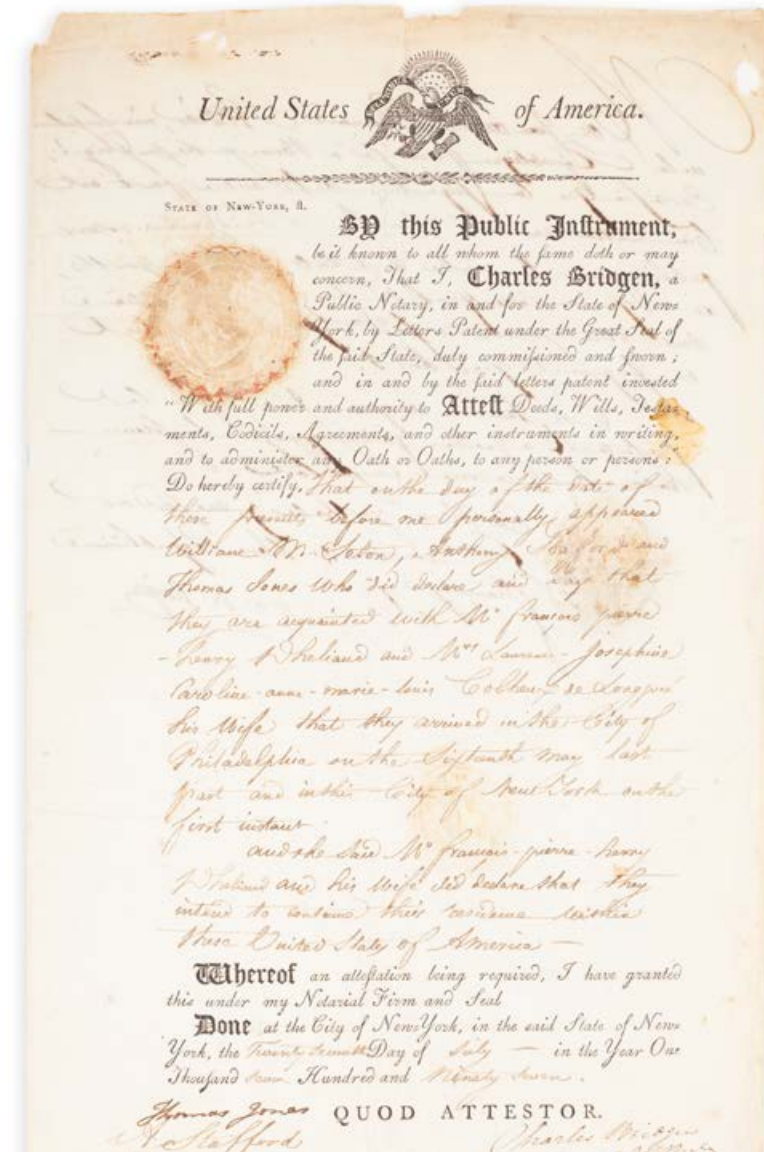 United States of America.
STATE OF NEW-YORK, ſſ.
BY this Public Inſtrument,
be it known to all whom the ſame doth or may
concern, That I, Charles Bridgen, a
Public Notary, in and for the State of New-
York, by Letters Patent under the Great Seal of
the ſaid State, duly commiſſioned and ſworn;
and in and by the ſaid letters patent inveſted
"With full power and authority to Atteſt Deeds, Wills, Teſta-
ments, Codicils, Agreements, and other inſtruments in writing,
and to adminiſter any Oath or Oaths, to any perſon or perſons:"
Do hereby certify, that on the day of the date of
these presents before me personally appeared
William Seton, Anthony and
Thomas Jones who did declare and say that
they are acquainted with Mr françois pierre
-henry and Mrs - Josephine
Caroline-anne-marie-louis de
his Wife that they arrived in the City of
Philadelphia on the Sixteenth may last
past and in this City of New York on the
first instant
and the said Mr françois-pierre-henry
and his Wife did declare that they
intend to continue their residence within
these United States of America —
Whereof an atteſtation being required, I have granted
this under my Notarial Firm and Seal
Done at the City of New-York, in the said State of New-
York, the Twenty Seventh Day of July — in the Year One
Thousand Seven Hundred and Ninety Seven.
Thomas Jones QUOD ATTESTOR.
A Stafford Charles Bridgen